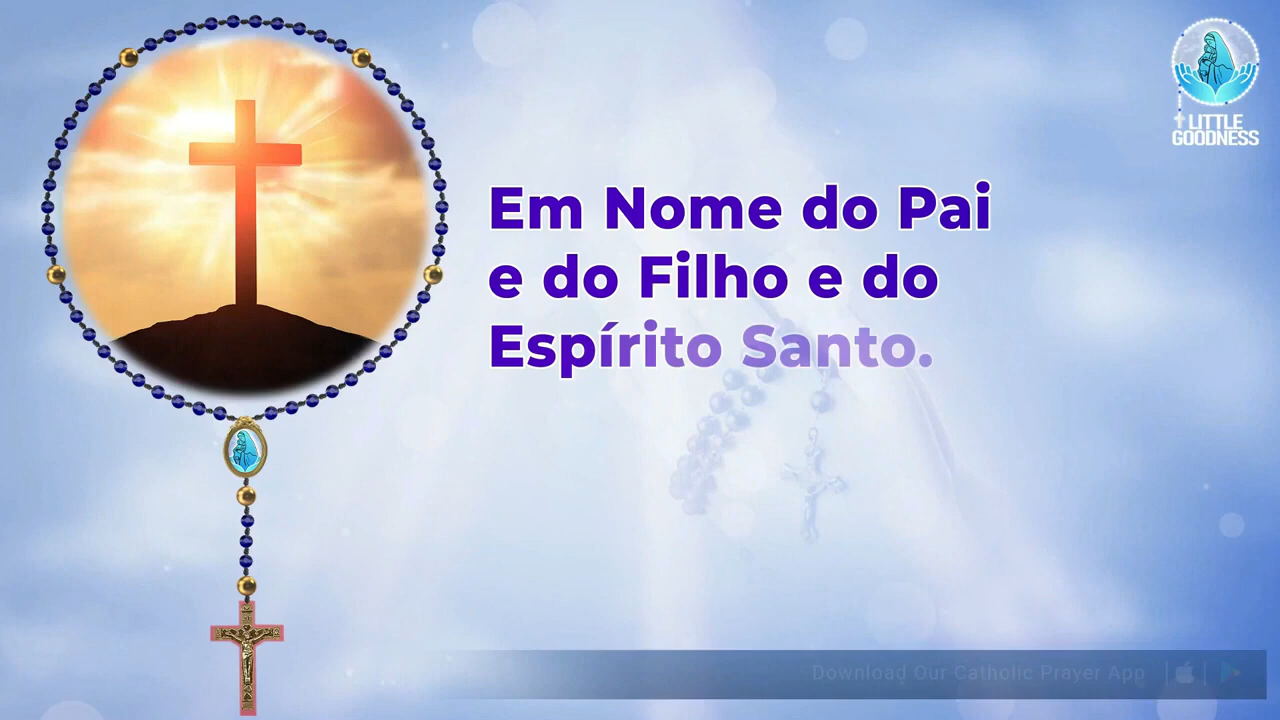 LITTLE
GOODNESS
Em Nome do Pai
e do Filho e do
Espírito Santo.
Download Our Catholic Prayer App